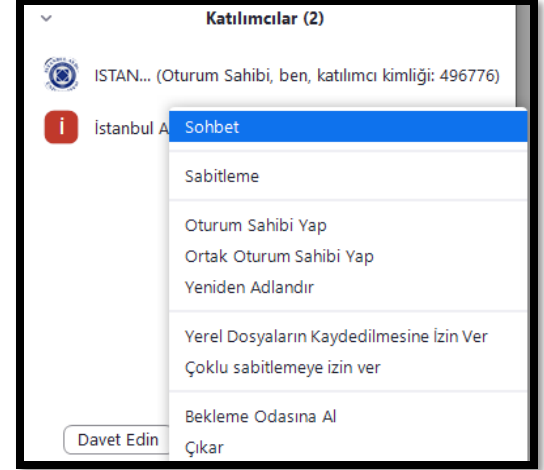 Katılımcılar (2)
ISTAN... (Oturum Sahibi, ben, katılımcı kimliği: 496776)
İ
İstanbul A
Sohbet
Sabitleme
Oturum Sahibi Yap
Ortak Oturum Sahibi Yap
Yeniden Adlandır
Yerel Dosyaların Kaydedilmesine İzin Ver
Çoklu sabitlemeye izin ver
Bekleme Odasına Al
Davet Edin
Çıkar